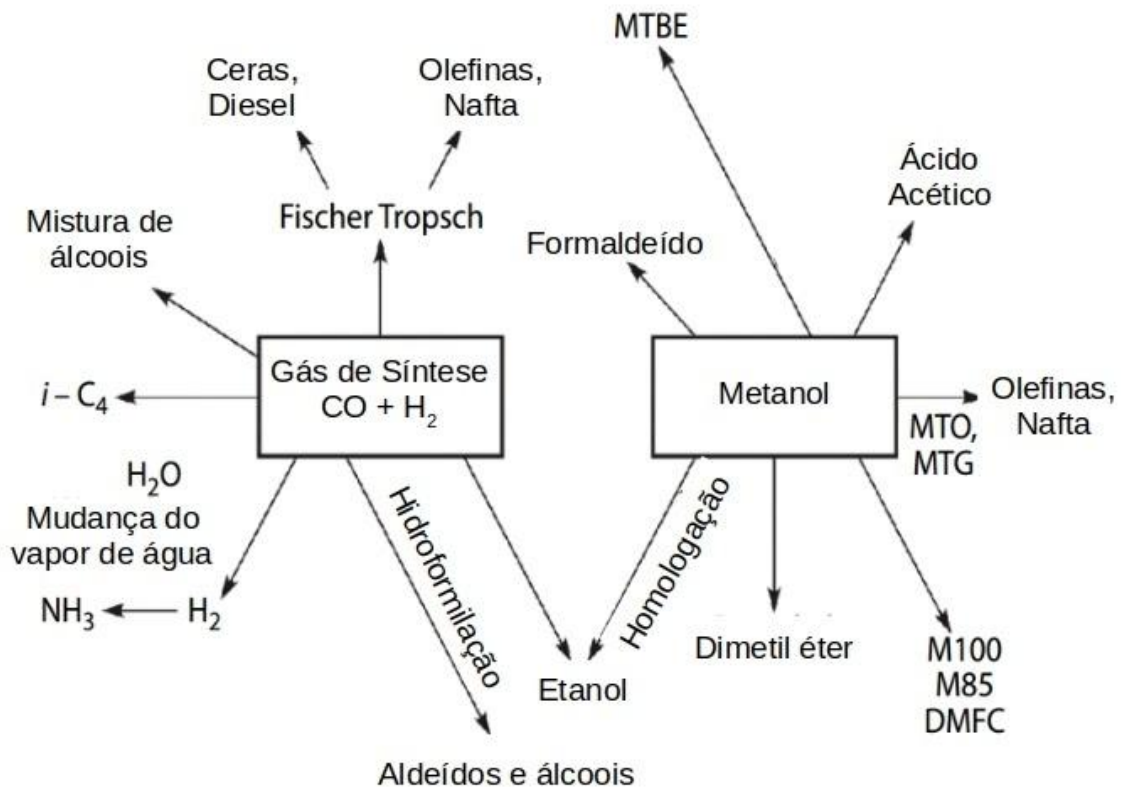 MTBE
Ceras,
Diesel
Olefinas,
Nafta
Ácido
Acético
Mistura de
álcoois
Fischer Tropsch
Formaldeído
Gás de Síntese
CO + H₂
Metanol
i – C₄
Olefinas,
Nafta
MTO,
MTG
H₂O
Mudança do
vapor de água
NH₃
H₂
Hidroformilação
Homologação
Etanol
Dimetil éter
M100
M85
DMFC
Aldeídos e álcoois